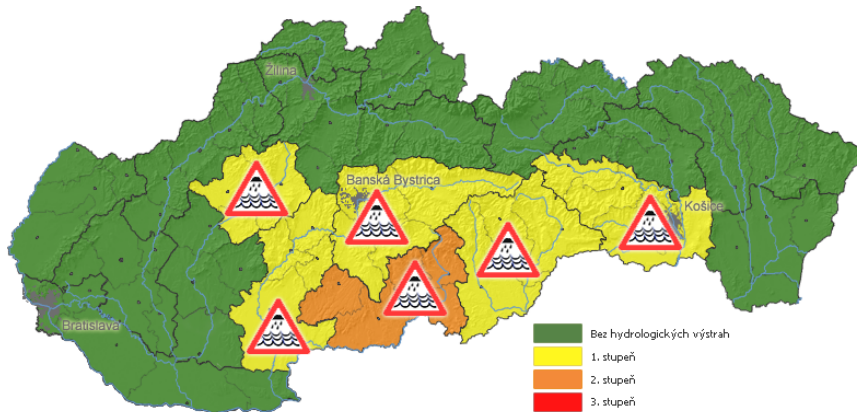 Žilina
Banská Bystrica
Košice
Bratislava
Bez hydrologických výstrah
1. stupeň
2. stupeň
3. stupeň